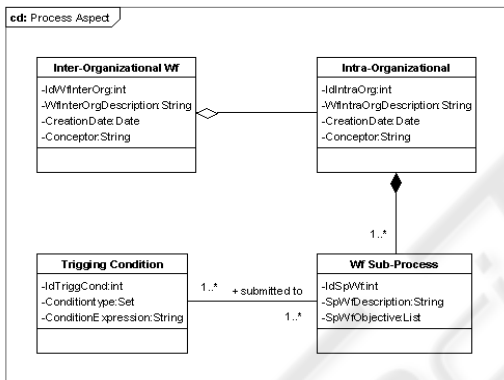 cd: Process Aspect
Inter-Organizational Wf
-IdWfInterOrg:int
-WfInterOrgDescription:String
-CreationDate:Date
-Conceptor:String
Intra-Organizational
-IdIntraOrg:int
-WfIntraOrgDescription:String
-CreationDate:Date
-Conceptor:String
1..*
Trigging Condition
-IdTriggCond:int
-Conditiontype:Set
-ConditionExpression:String
1..*
+ submitted to
1..*
Wf Sub-Process
-IdSpWf:int
-SpWfDescription:String
-SpWfObjective:List